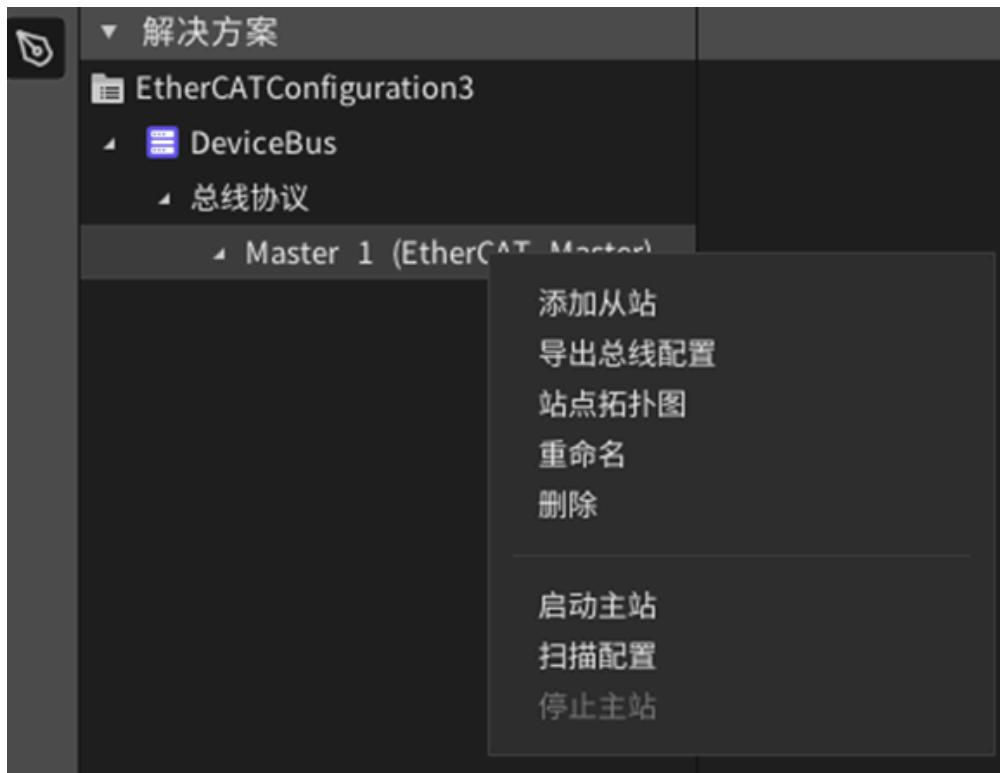 解决方案
EtherCATConfiguration3
DeviceBus
总线协议
Master 1 (EtherCAT Master)
添加从站
导出总线配置
站点拓扑图
重命名
删除
启动主站
扫描配置
停止主站